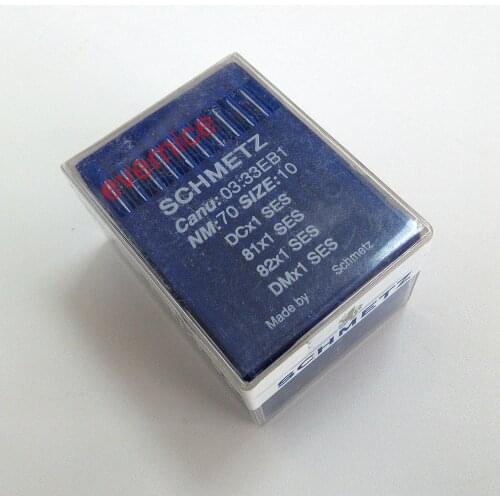 evemice
SCHMETZ
Canu: 03:33EB1
NM:70 SIZE:10
DCx1 SES
81x1 SES
82x1 SES
DMx1 SES
Made by Schmetz
SCHMETZ